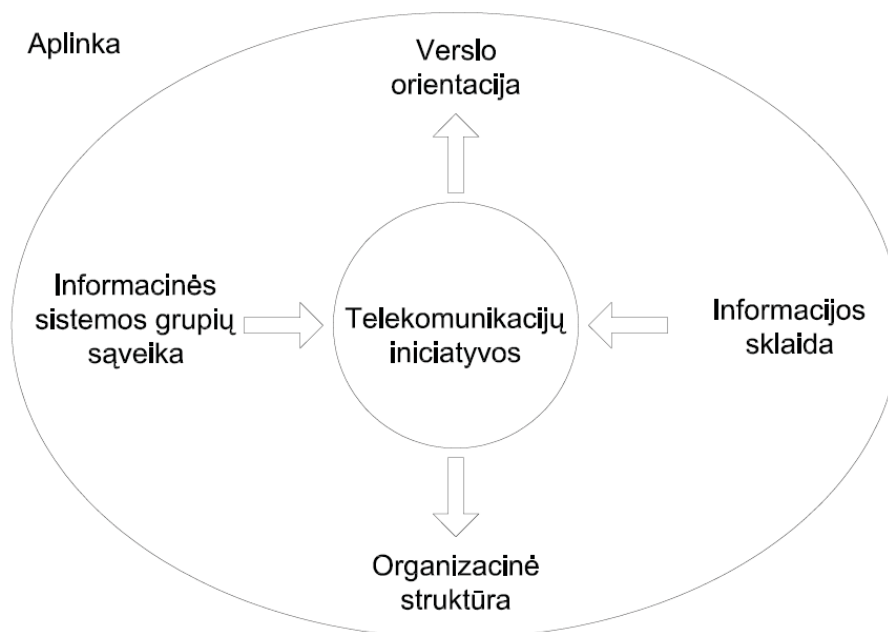 Aplinka
Verslo
orientacija
Informacinės
sistemos grupių
sąveika
Telekomunikacijų
iniciatyvos
Informacijos
sklaida
Organizacinė
struktūra